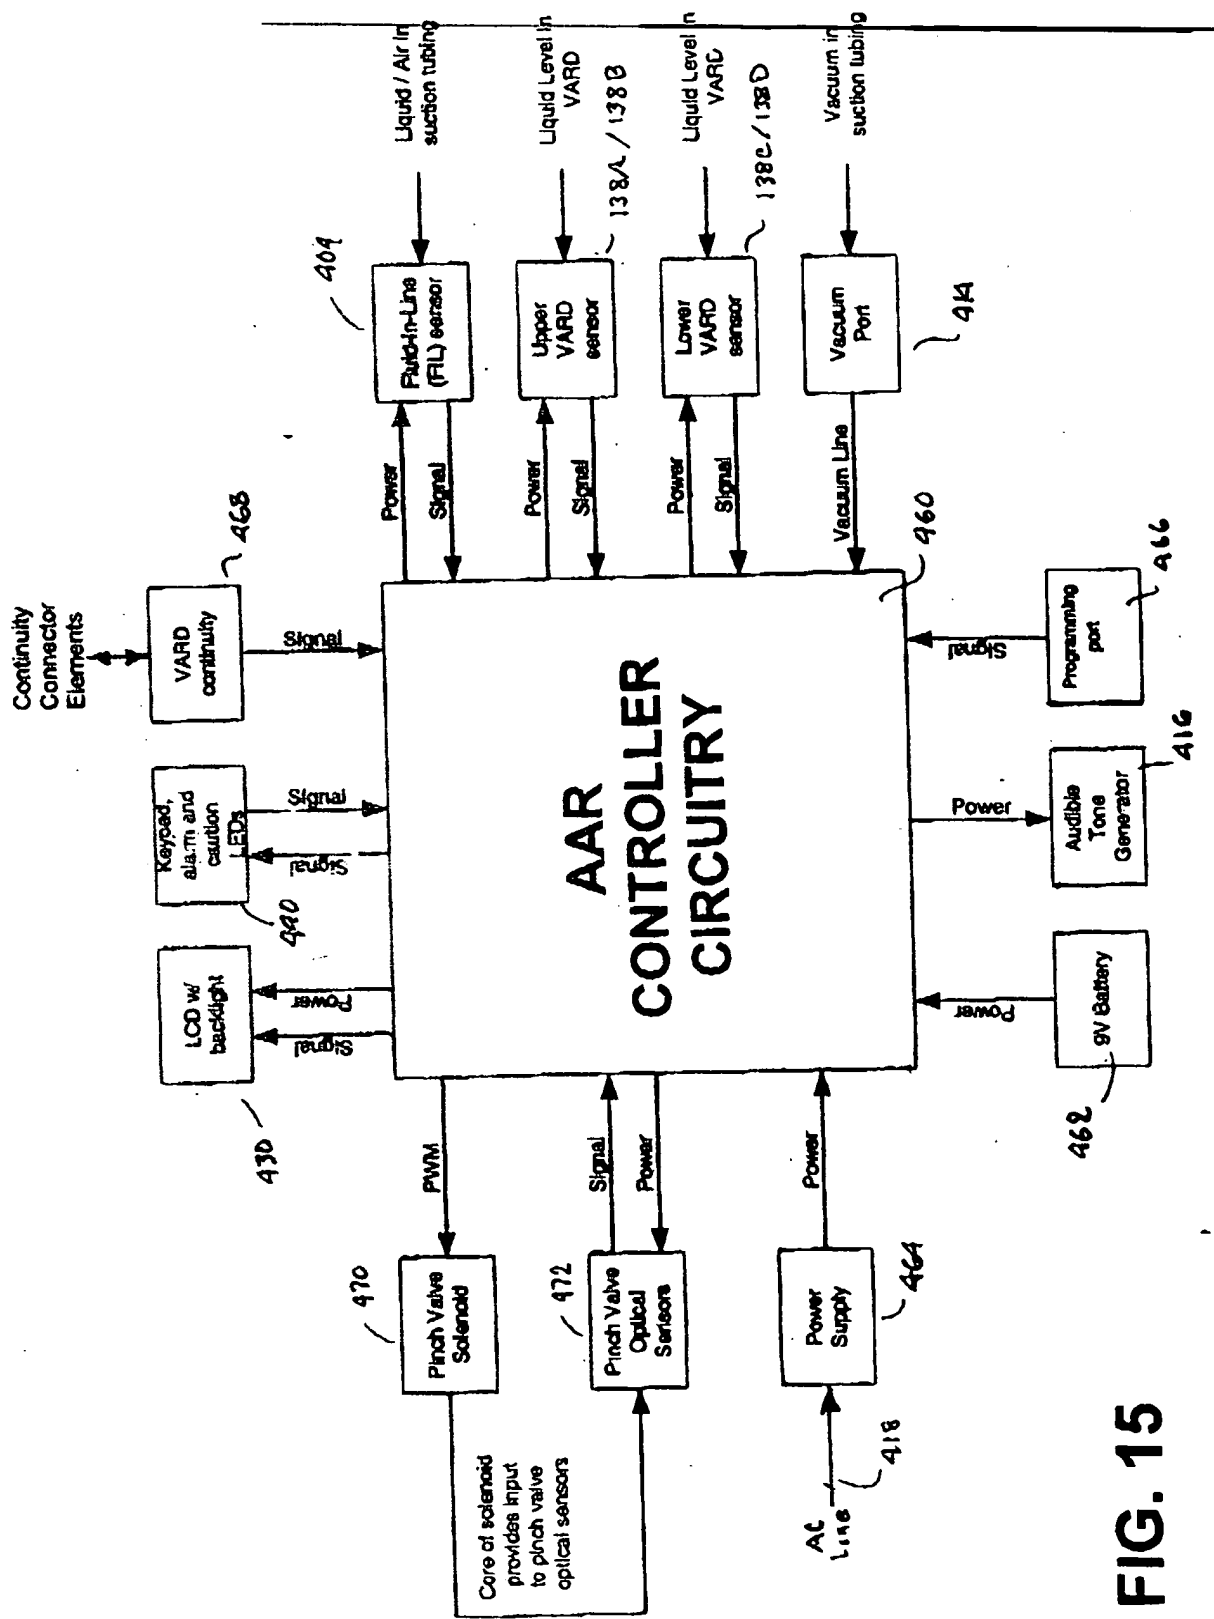 Continuity
Connector
Elements
468
VARD
continuity
Signal
Keypad,
alarm and
caution
LEDs
440
Signal
Signal
LCD w/
backlight
430
Power
Signal
Liquid / Air in
suction tubing
404
Fluid-In-Line
(FIL) sensor
Power
Signal
Liquid Level in
VARD
138A / 138B
Upper
VARD
sensor
Power
Signal
Liquid Level in
VARD
138C / 138D
Lower
VARD
sensor
Power
Signal
Vacuum in
suction tubing
414
Vacuum
Port
Vacuum Line
AAR
CONTROLLER
CIRCUITRY
460
PWM
470
Pinch Valve
Solenoid
Signal
Power
472
Pinch Valve
Optical
Sensors
Core of solenoid
provides input
to pinch valve
optical sensors
Power
464
Power
Supply
AC
Line
418
Power
9V Battery
462
Power
Audible
Tone
Generator
416
Signal
Programming
port
466
FIG. 15